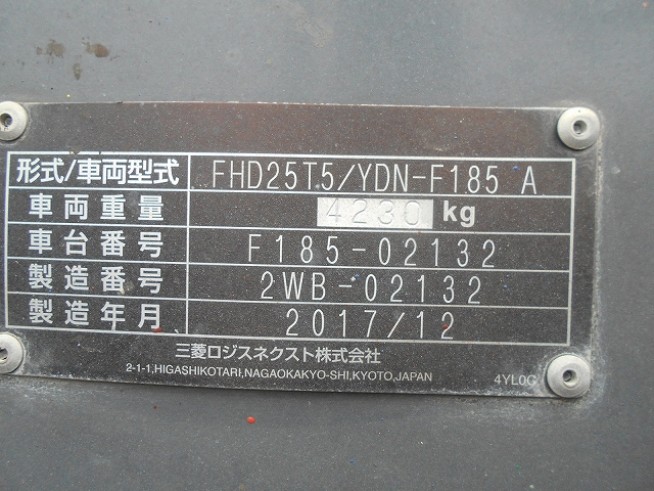 形式/車両型式 FHD25T5/YDN-F185 A
車両重量 4230 kg
車台番号 F185-02132
製造番号 2WB-02132
製造年月 2017/12
三菱ロジスネクスト株式会社
2-1-1,HIGASHIKOTARI,NAGAOKAKYO-SHI,KYOTO,JAPAN 4YL0C